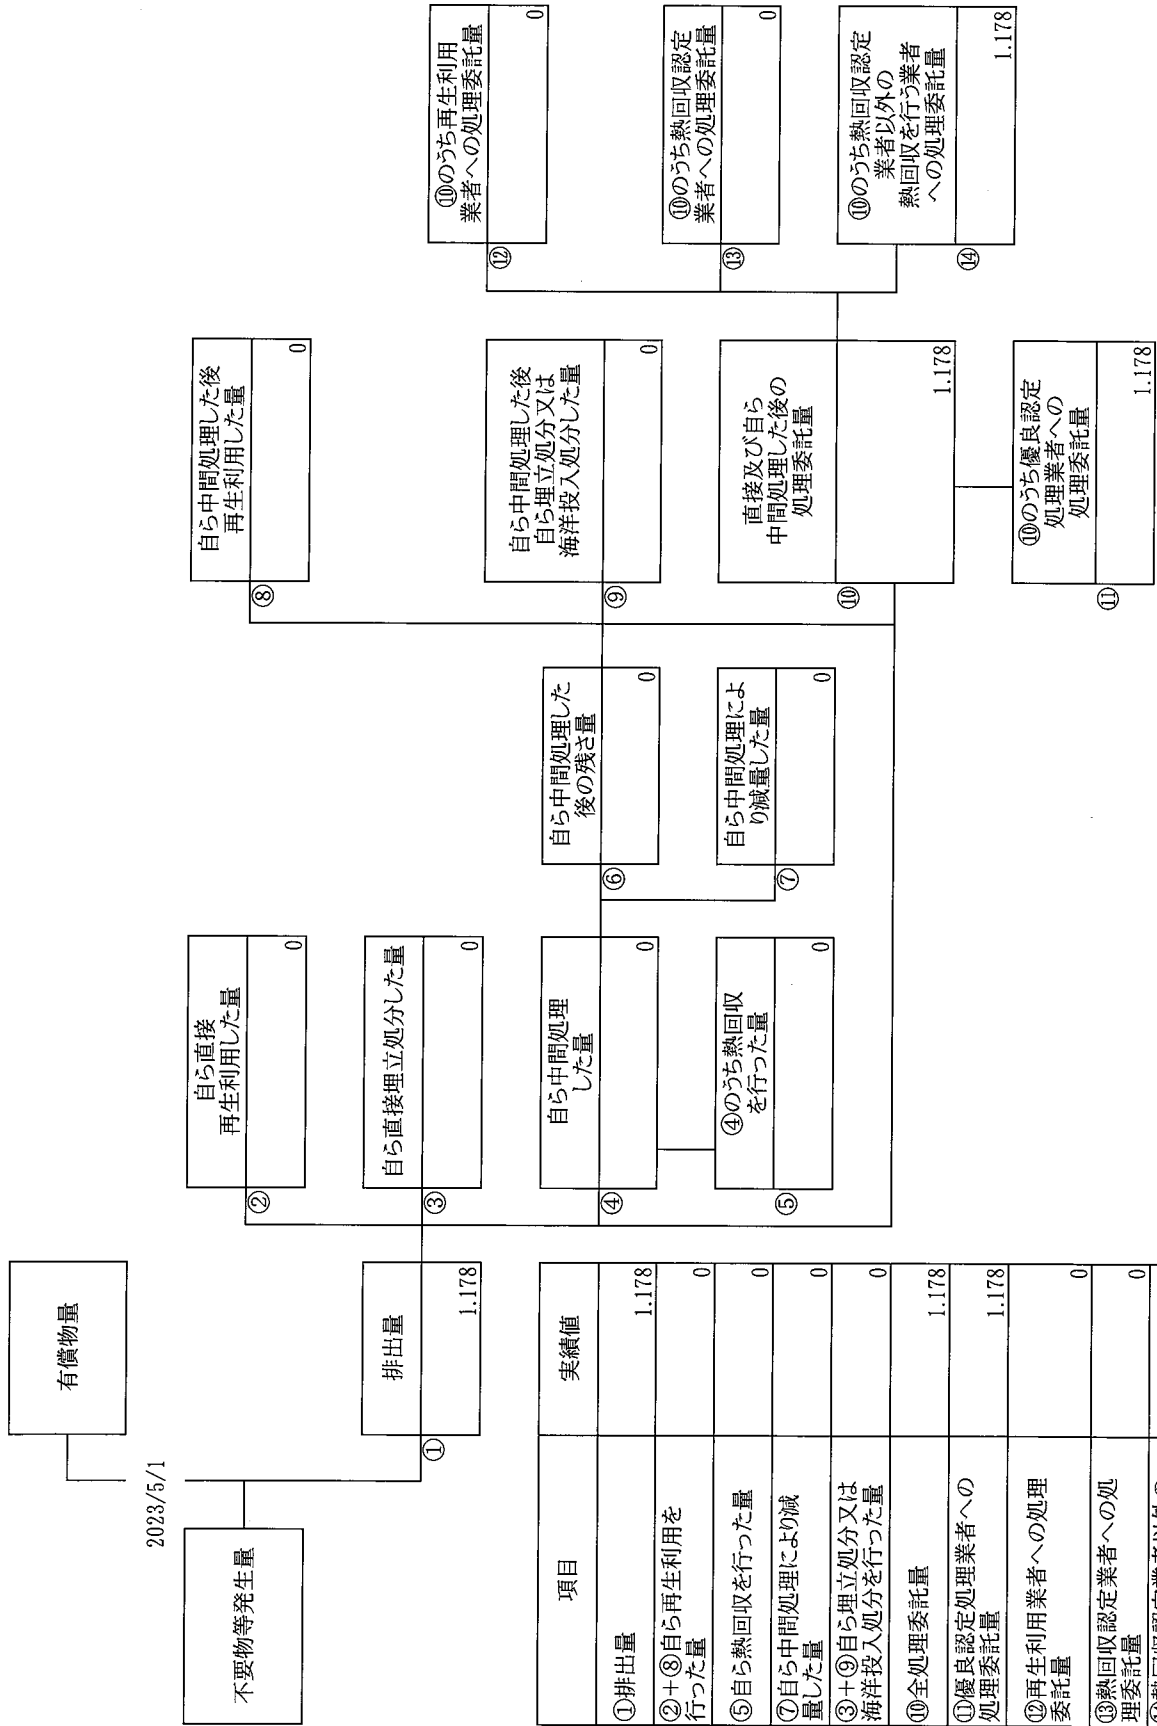 有償物量
2023/5/1
不要物等発生量
排出量
①
1.178
自ら直接
再生利用した量
②
0
自ら直接埋立処分した量
③
0
自ら中間処理
した量
④
0
④のうち熱回収
を行った量
⑤
0
自ら中間処理した
後の残さ量
⑥
0
自ら中間処理によ
り減量した量
⑦
0
自ら中間処理した後
再生利用した量
⑧
0
自ら中間処理した後
自ら埋立処分又は
海洋投入処分した量
⑨
0
直接及び自ら
中間処理した後の
処理委託量
⑩
1.178
⑩のうち優良認定
処理業者への
処理委託量
⑪
1.178
⑩のうち再生利用
業者への処理委託量
⑫
0
⑩のうち熱回収認定
業者への処理委託量
⑬
0
⑩のうち熱回収認定
業者以外の
熱回収を行う業者
への処理委託量
⑭
1.178
項目
実績値
①排出量
1.178
②+⑧自ら再生利用を
行った量
0
⑤自ら熱回収を行った量
0
⑦自ら中間処理により減
量した量
0
③+⑨自ら埋立処分又は
海洋投入処分を行った量
0
⑩全処理委託量
1.178
⑪優良認定処理業者への
処理委託量
1.178
⑫再生利用業者への処理
委託量
0
⑬熱回収認定業者への処
理委託量
0